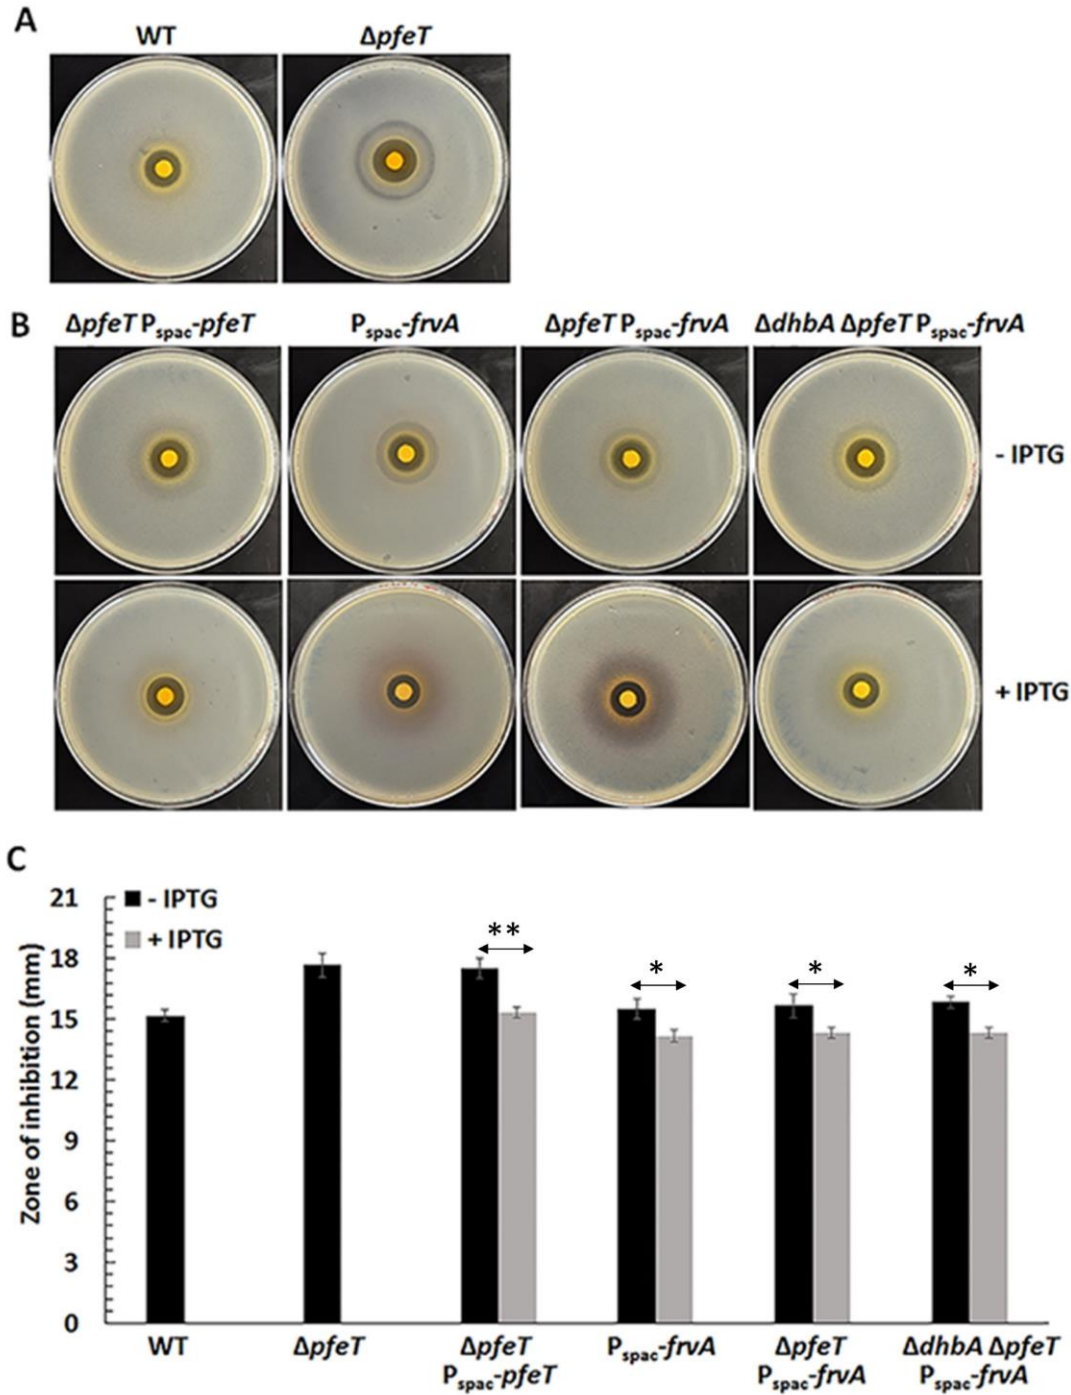 A
WT ΔpfeT
B
ΔpfeT Pspac-pfeT Pspac-frvA ΔpfeT Pspac-frvA ΔdhbA ΔpfeT Pspac-frvA
- IPTG
+ IPTG
C
- IPTG
+ IPTG
Zone of inhibition (mm)
21
18
15
12
9
6
3
0
** * * *
WT ΔpfeT ΔpfeT Pspac-frvA ΔpfeT ΔdhbA ΔpfeT
Pspac-pfeT Pspac-frvA Pspac-frvA